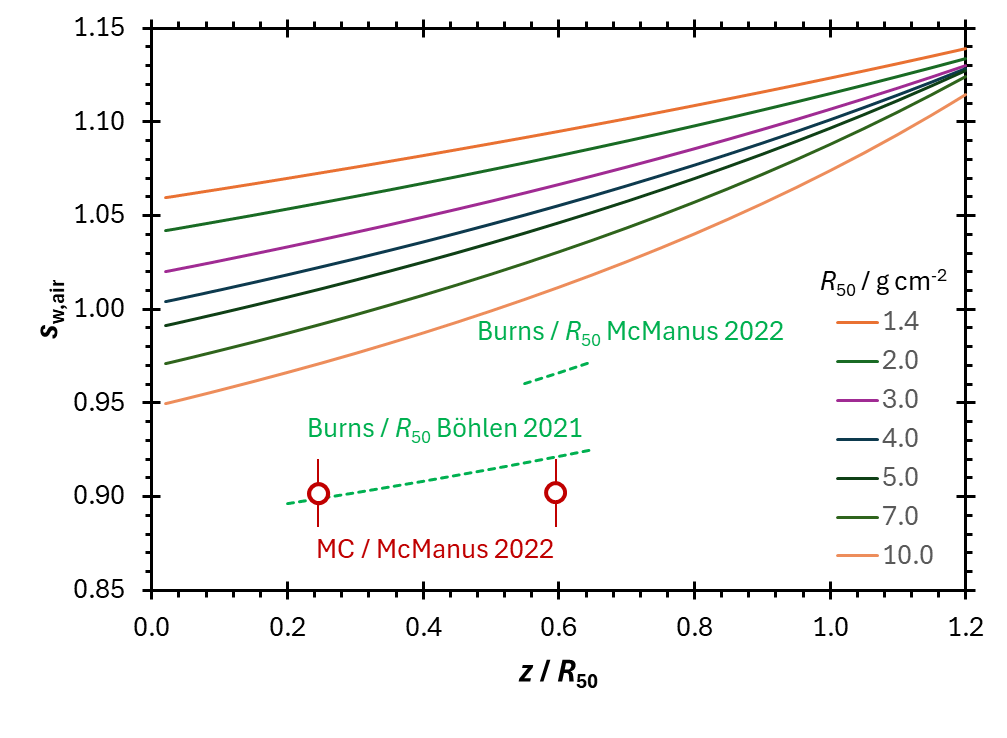 1.15
1.10
1.05
1.00
0.95
0.90
0.85
s_w,air
R50 / g cm-2
1.4
2.0
3.0
4.0
5.0
7.0
10.0
Burns / R50 McManus 2022
Burns / R50 Böhlen 2021
MC / McManus 2022
0.0 0.2 0.4 0.6 0.8 1.0 1.2
z / R50